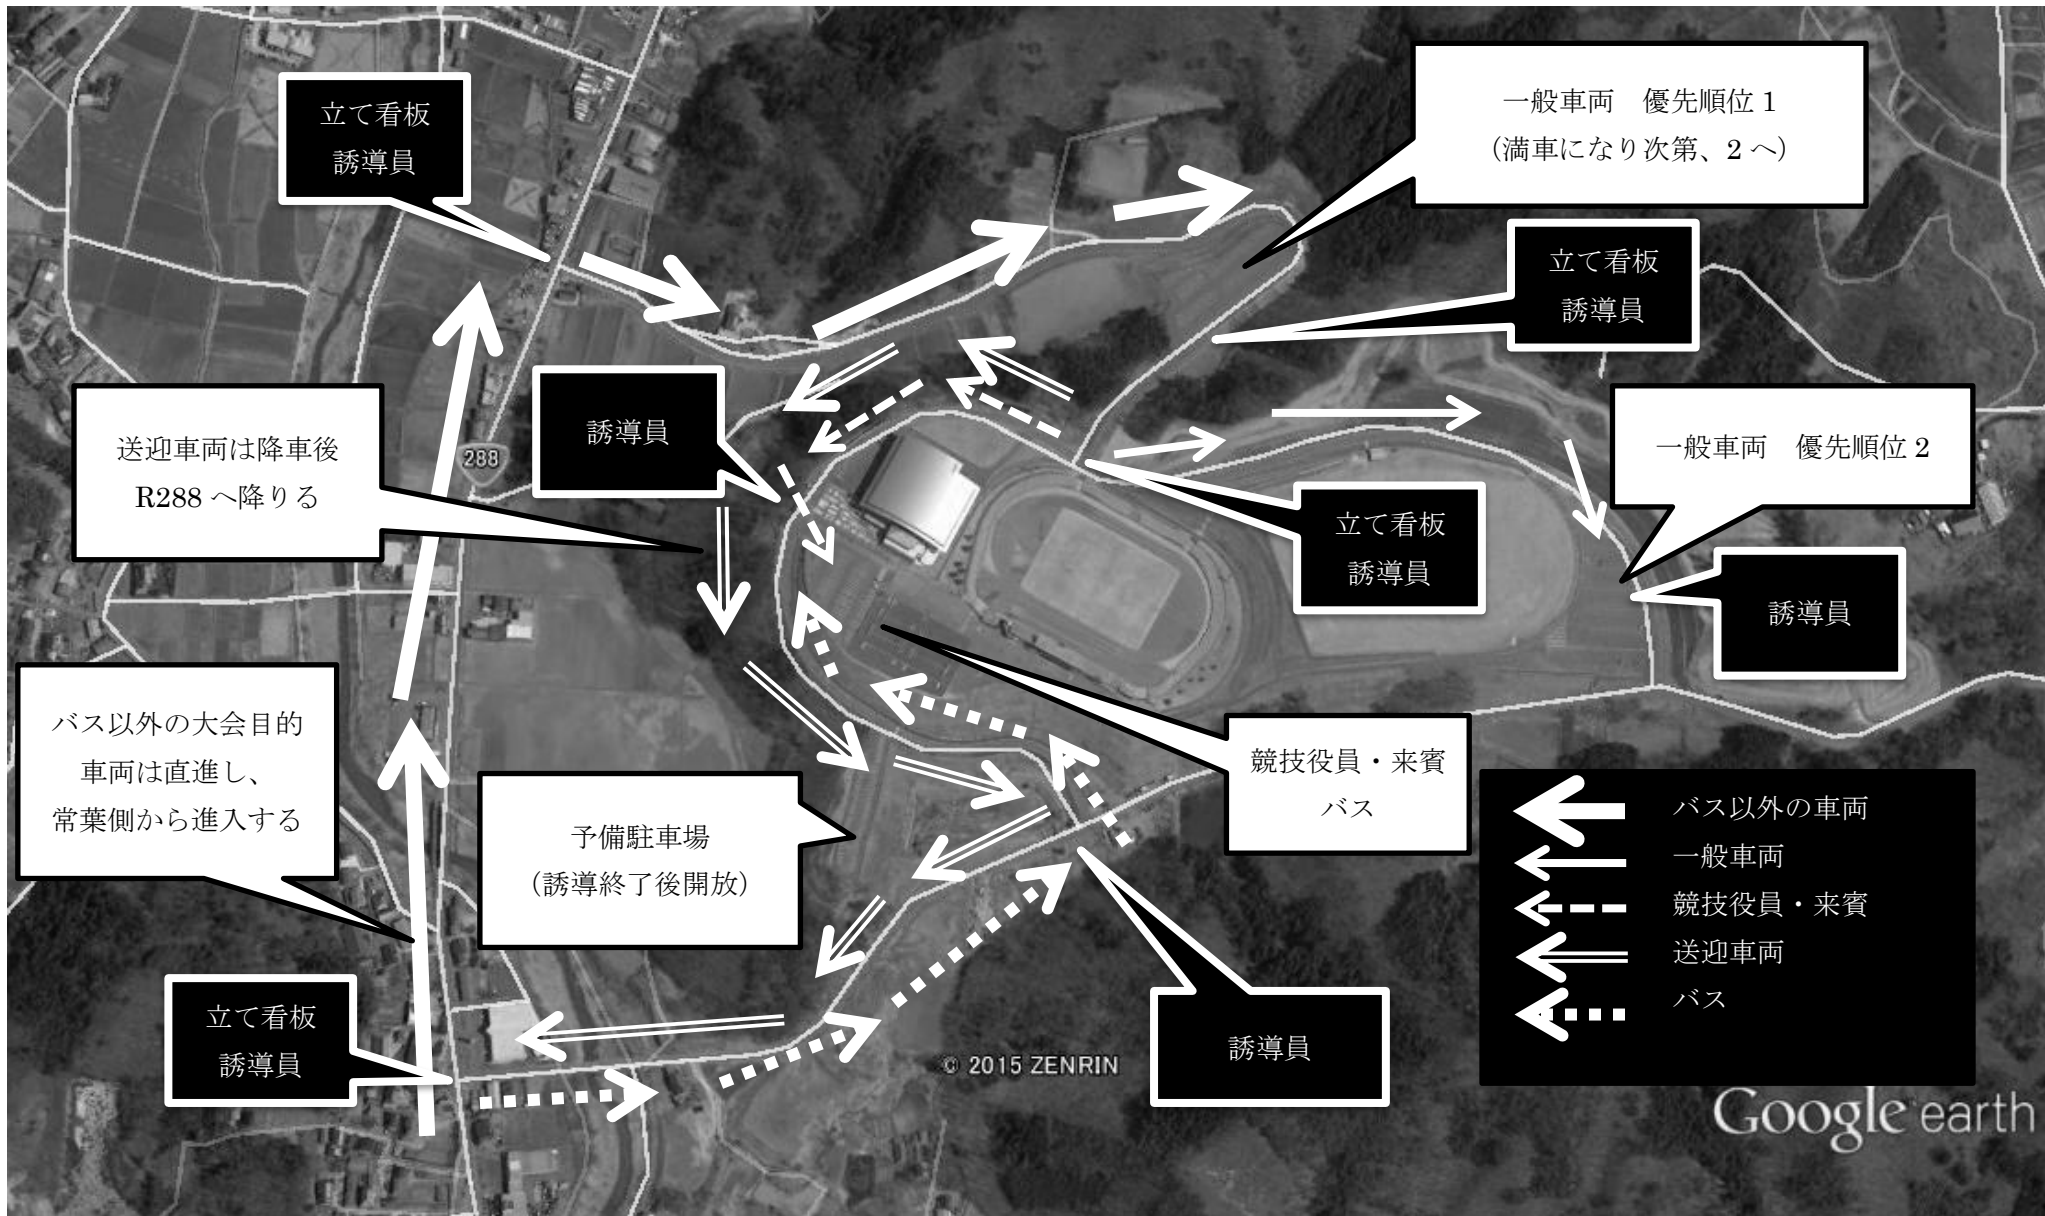 立て看板
誘導員
一般車両　優先順位 1
（満車になり次第、2 へ）
立て看板
誘導員
誘導員
送迎車両は降車後
R288 へ降りる
288
一般車両　優先順位 2
立て看板
誘導員
誘導員
バス以外の大会目的
車両は直進し、
常葉側から進入する
競技役員・来賓
バス
予備駐車場
（誘導終了後開放）
バス以外の車両
一般車両
競技役員・来賓
送迎車両
バス
立て看板
誘導員
誘導員
© 2015 ZENRIN
Google earth